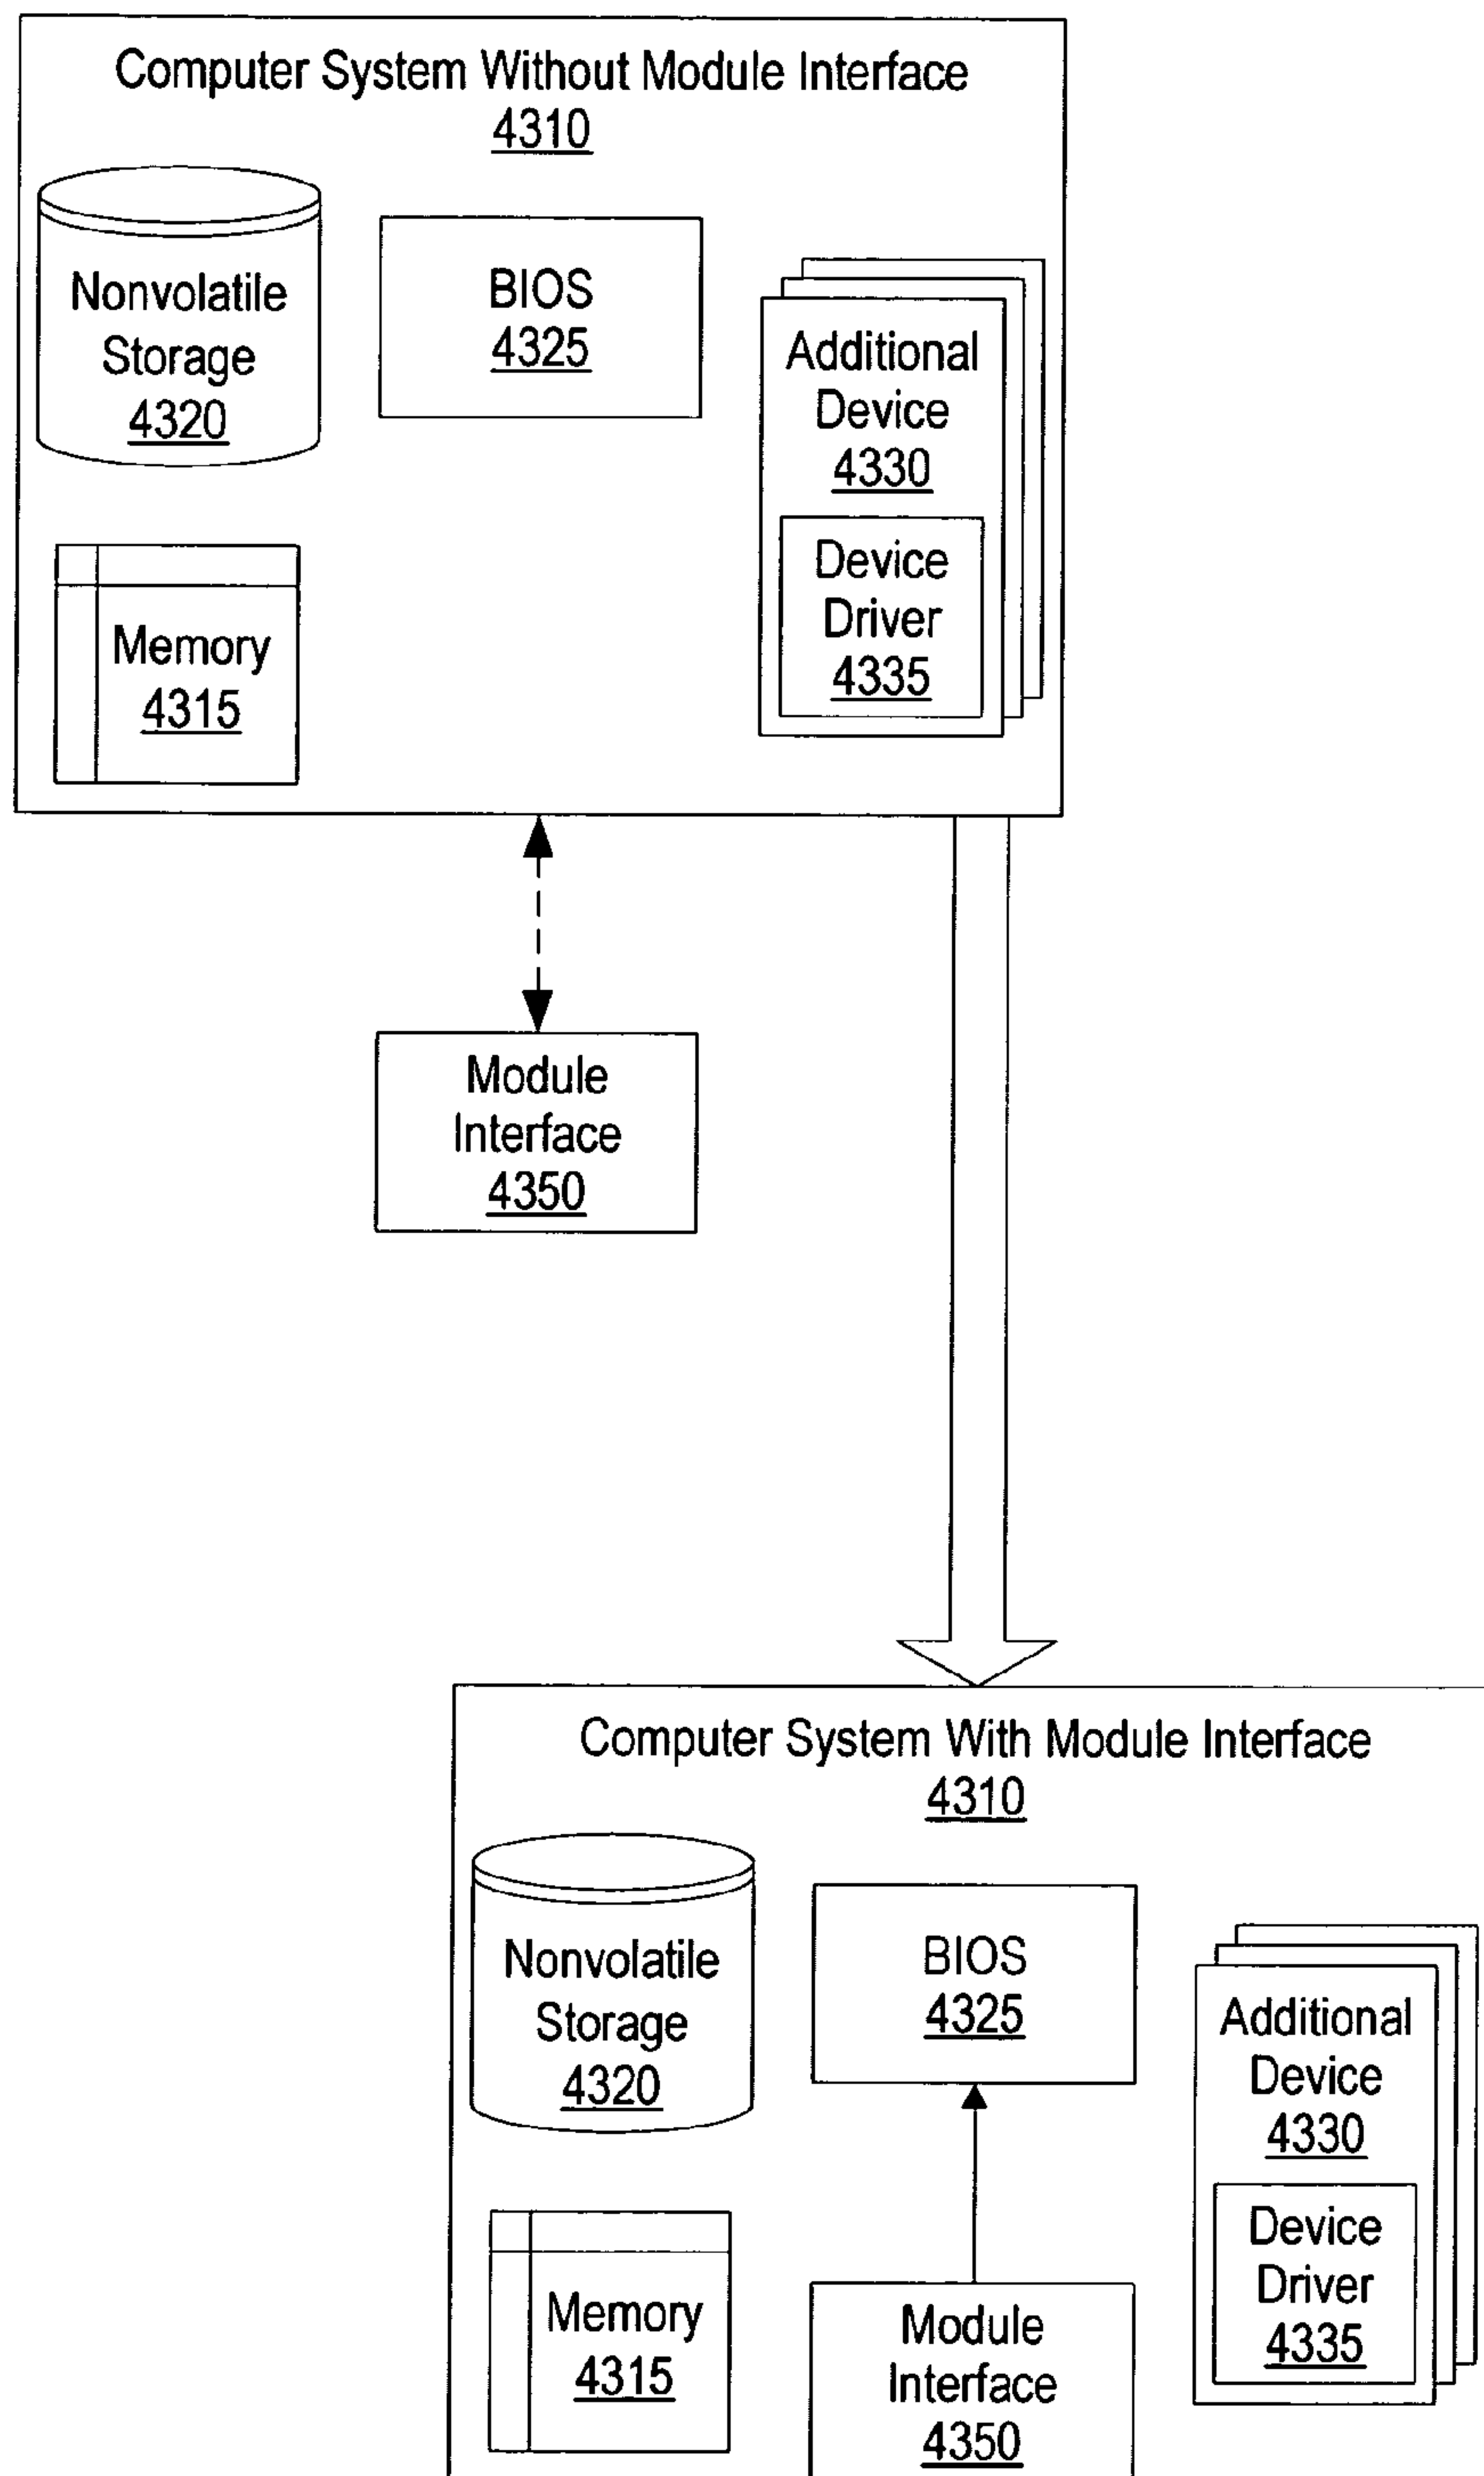 Computer System Without Module Interface
4310
Nonvolatile
Storage
4320
BIOS
4325
Additional
Device
4330
Device
Driver
4335
Memory
4315
Module
Interface
4350
Computer System With Module Interface
4310
Nonvolatile
Storage
4320
BIOS
4325
Additional
Device
4330
Device
Driver
4335
Memory
4315
Module
Interface
4350